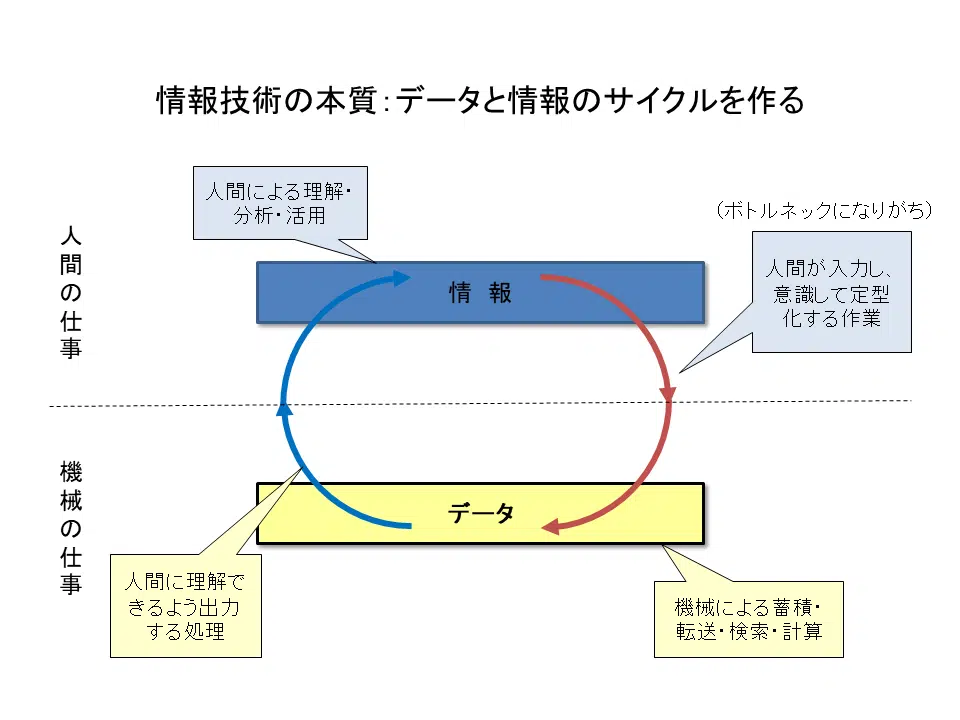 情報技術の本質：データと情報のサイクルを作る
人間による理解・
分析・活用
（ボトルネックになりがち）
人間が入力し、
意識して定型
化する作業
人間の仕事
情　報
機械の仕事
データ
人間に理解で
きるよう出力
する処理
機械による蓄積・
転送・検索・計算